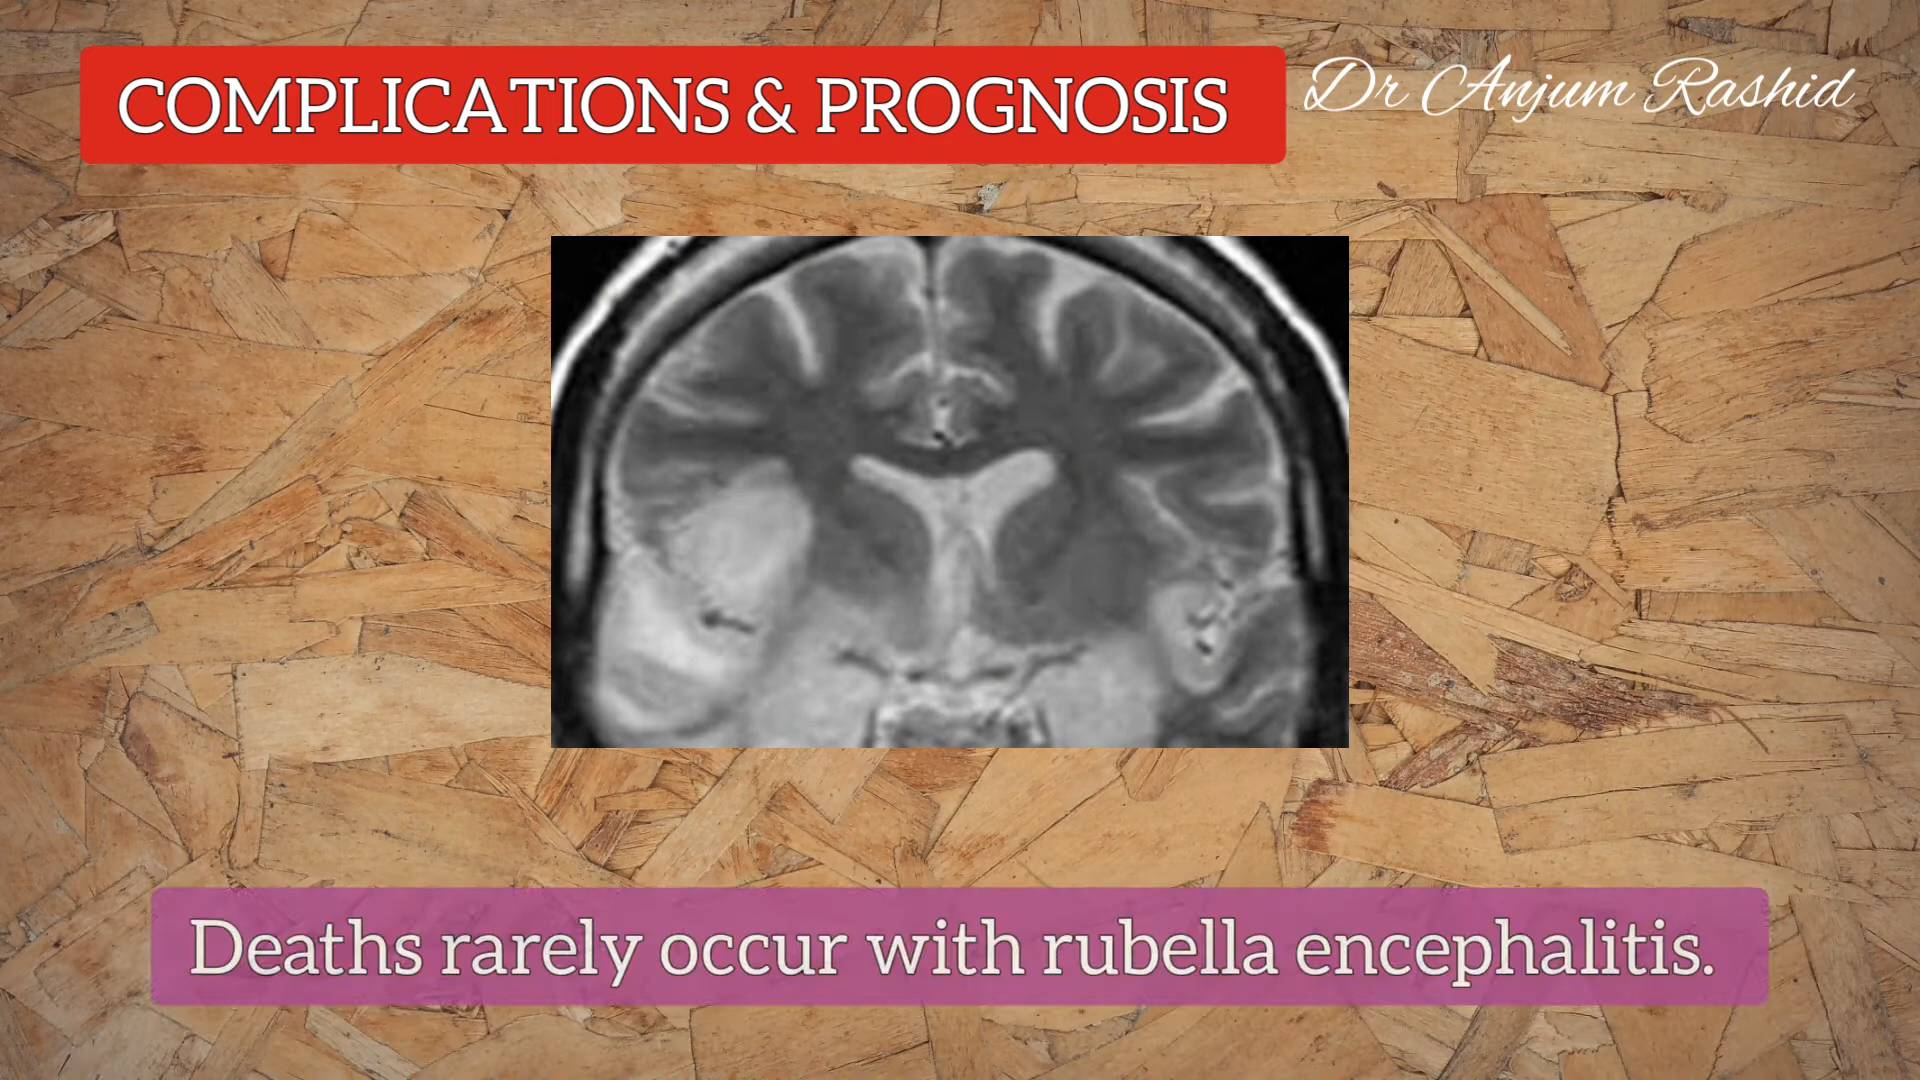 COMPLICATIONS & PROGNOSIS
Dr Anjum Rashid
Deaths rarely occur with rubella encephalitis.